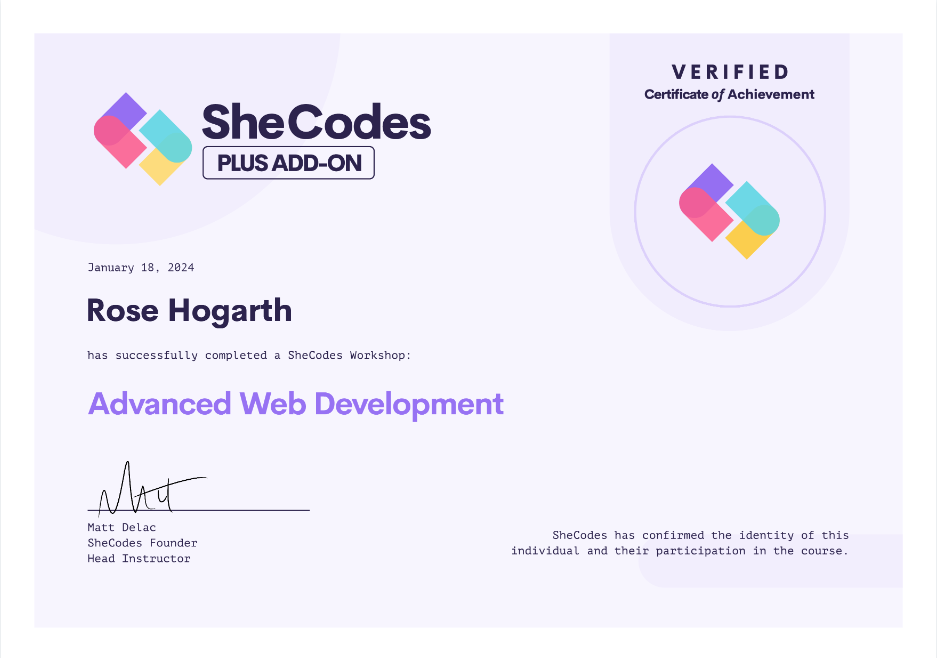 SheCodes
PLUS ADD-ON
VERIFIED
Certificate of Achievement
January 18, 2024
Rose Hogarth
has successfully completed a SheCodes Workshop:
Advanced Web Development
Matt
Matt Delac
SheCodes Founder
Head Instructor
SheCodes has confirmed the identity of this
individual and their participation in the course.